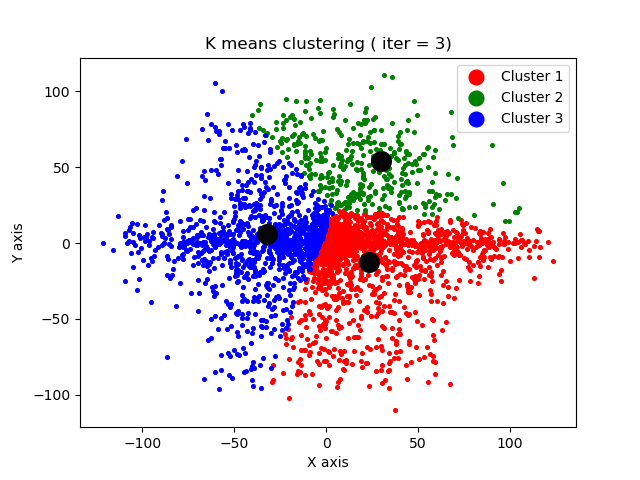 K means clustering ( iter = 3)
Cluster 1
Cluster 2
Cluster 3
Y axis
100
50
0
−50
−100
−100
−50
0
50
100
X axis